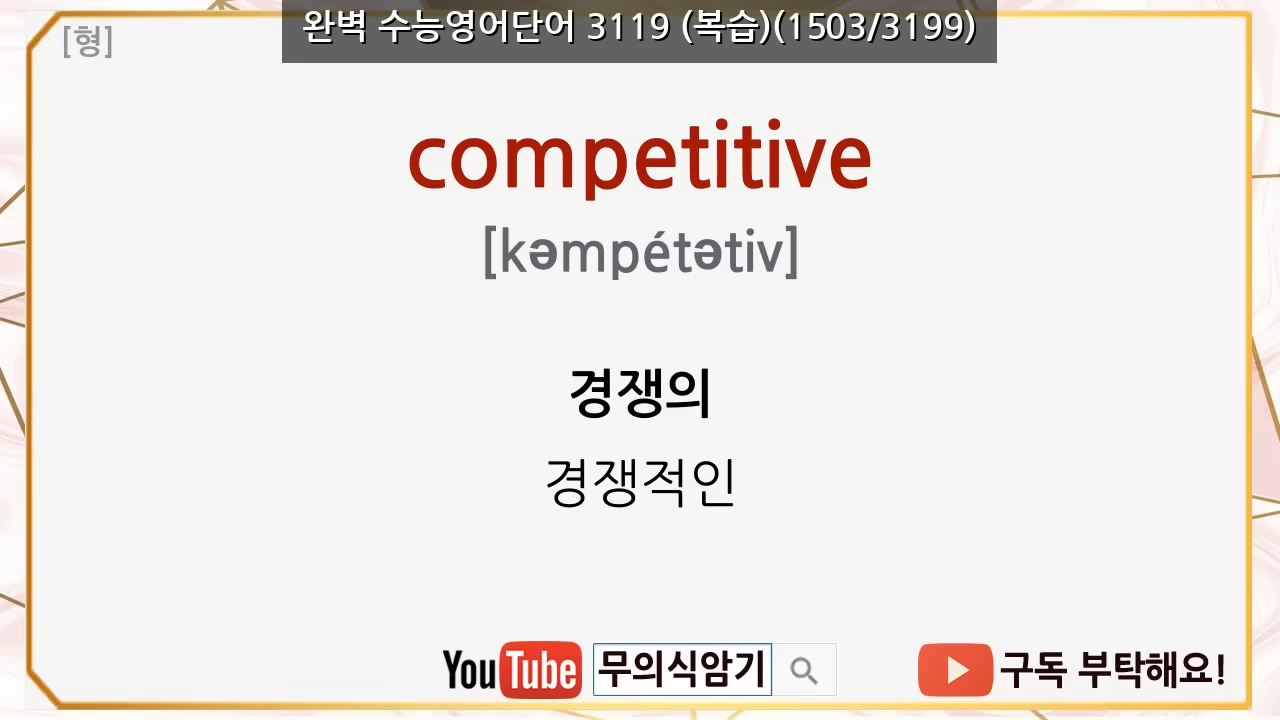 완벽 수능영어단어 3119 (복습)(1503/3199)
[형]
competitive
[kəmpétətiv]
경쟁의
경쟁적인
YouTube 무의식암기 구독 부탁해요!